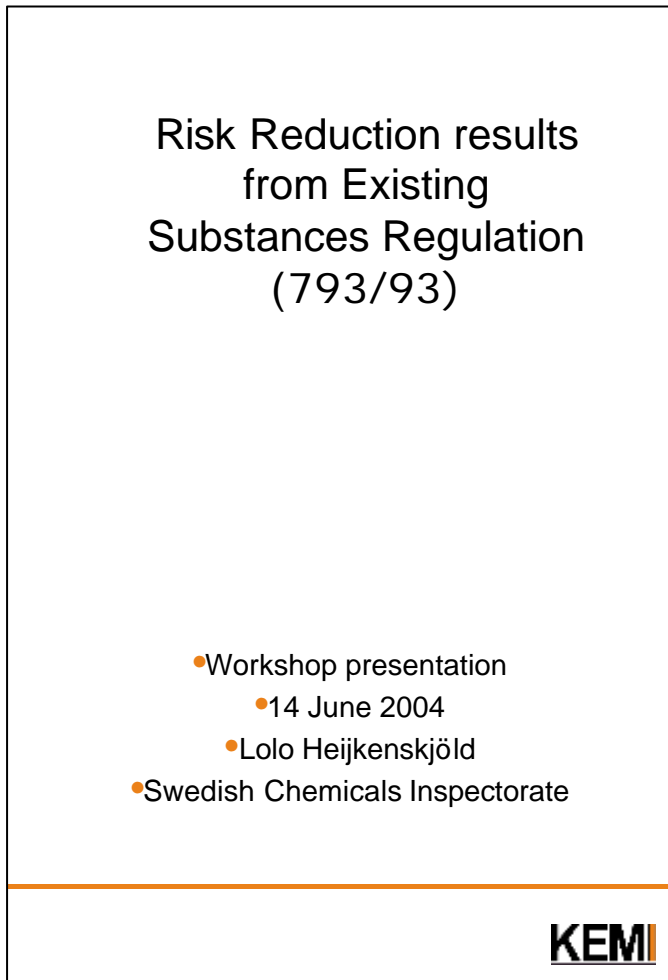 Risk Reduction results
from Existing
Substances Regulation
(793/93)
•Workshop presentation
•14 June 2004
•Lolo Heijkenskjöld
•Swedish Chemicals Inspectorate
KEMI